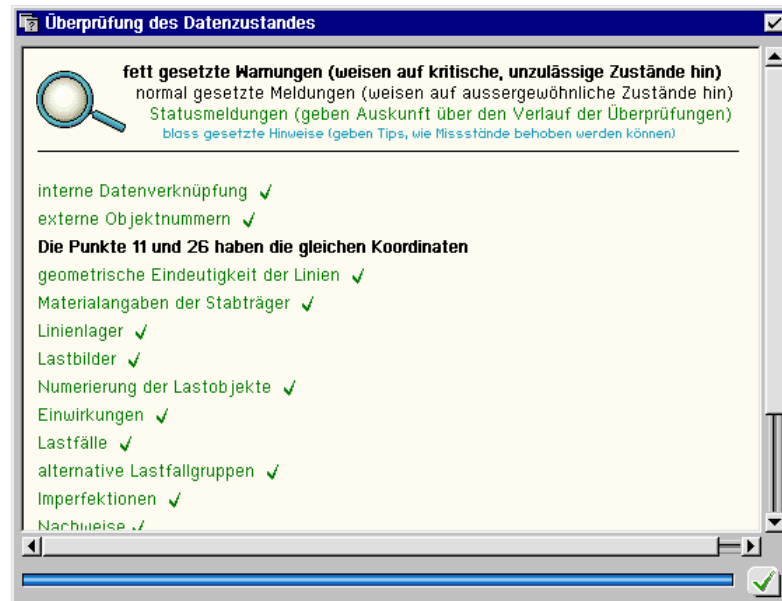 Überprüfung des Datenzustandes
fett gesetzte Warnungen (weisen auf kritische, unzulässige Zustände hin)
normal gesetzte Meldungen (weisen auf aussergewöhnliche Zustände hin)
Statusmeldungen (geben Auskunft über den Verlauf der Überprüfungen)
blass gesetzte Hinweise (geben Tips, wie Missstände behoben werden können)
interne Datenverknüpfung ✓
externe Objektnummern ✓
Die Punkte 11 und 26 haben die gleichen Koordinaten
geometrische Eindeutigkeit der Linien ✓
Materialangaben der Stabträger ✓
Linienlager ✓
Lastbilder ✓
Numerierung der Lastobjekte ✓
Einwirkungen ✓
Lastfälle ✓
alternative Lastfallgruppen ✓
Imperfektionen ✓
Nachweise ✓